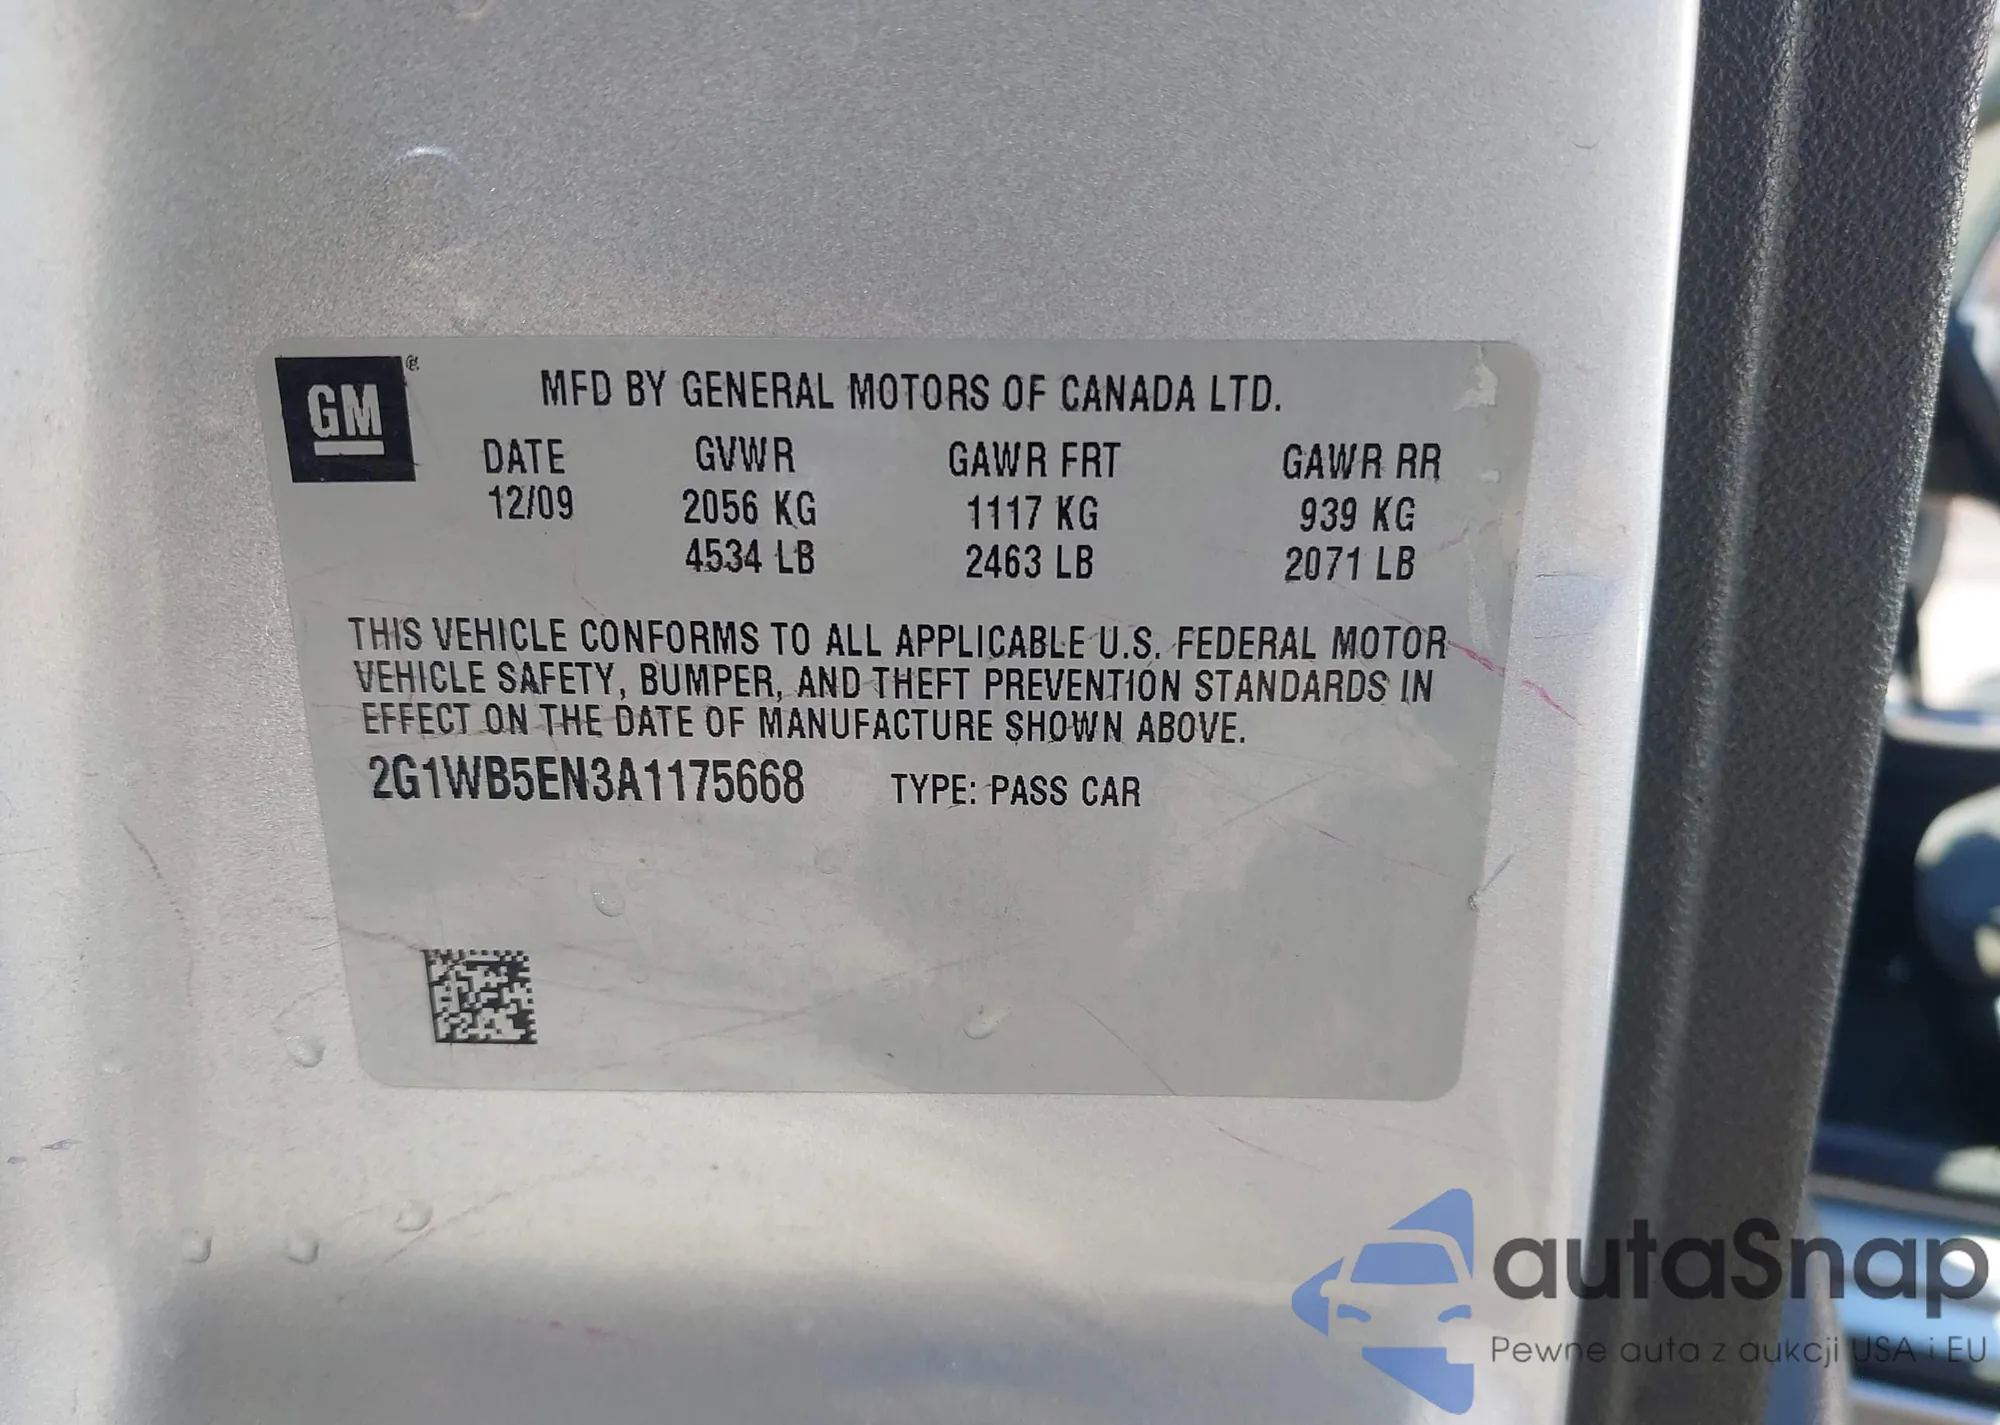 GM
MFD BY GENERAL MOTORS OF CANADA LTD.
DATE GVWR GAWR FRT GAWR RR
12/09 2056 KG 1117 KG 939 KG
4534 LB 2463 LB 2071 LB
THIS VEHICLE CONFORMS TO ALL APPLICABLE U.S. FEDERAL MOTOR
VEHICLE SAFETY, BUMPER, AND THEFT PREVENTION STANDARDS IN
EFFECT ON THE DATE OF MANUFACTURE SHOWN ABOVE.
2G1WB5EN3A1175668 TYPE: PASS CAR
autaSnap
Pewne auta z aukcji USA i EU